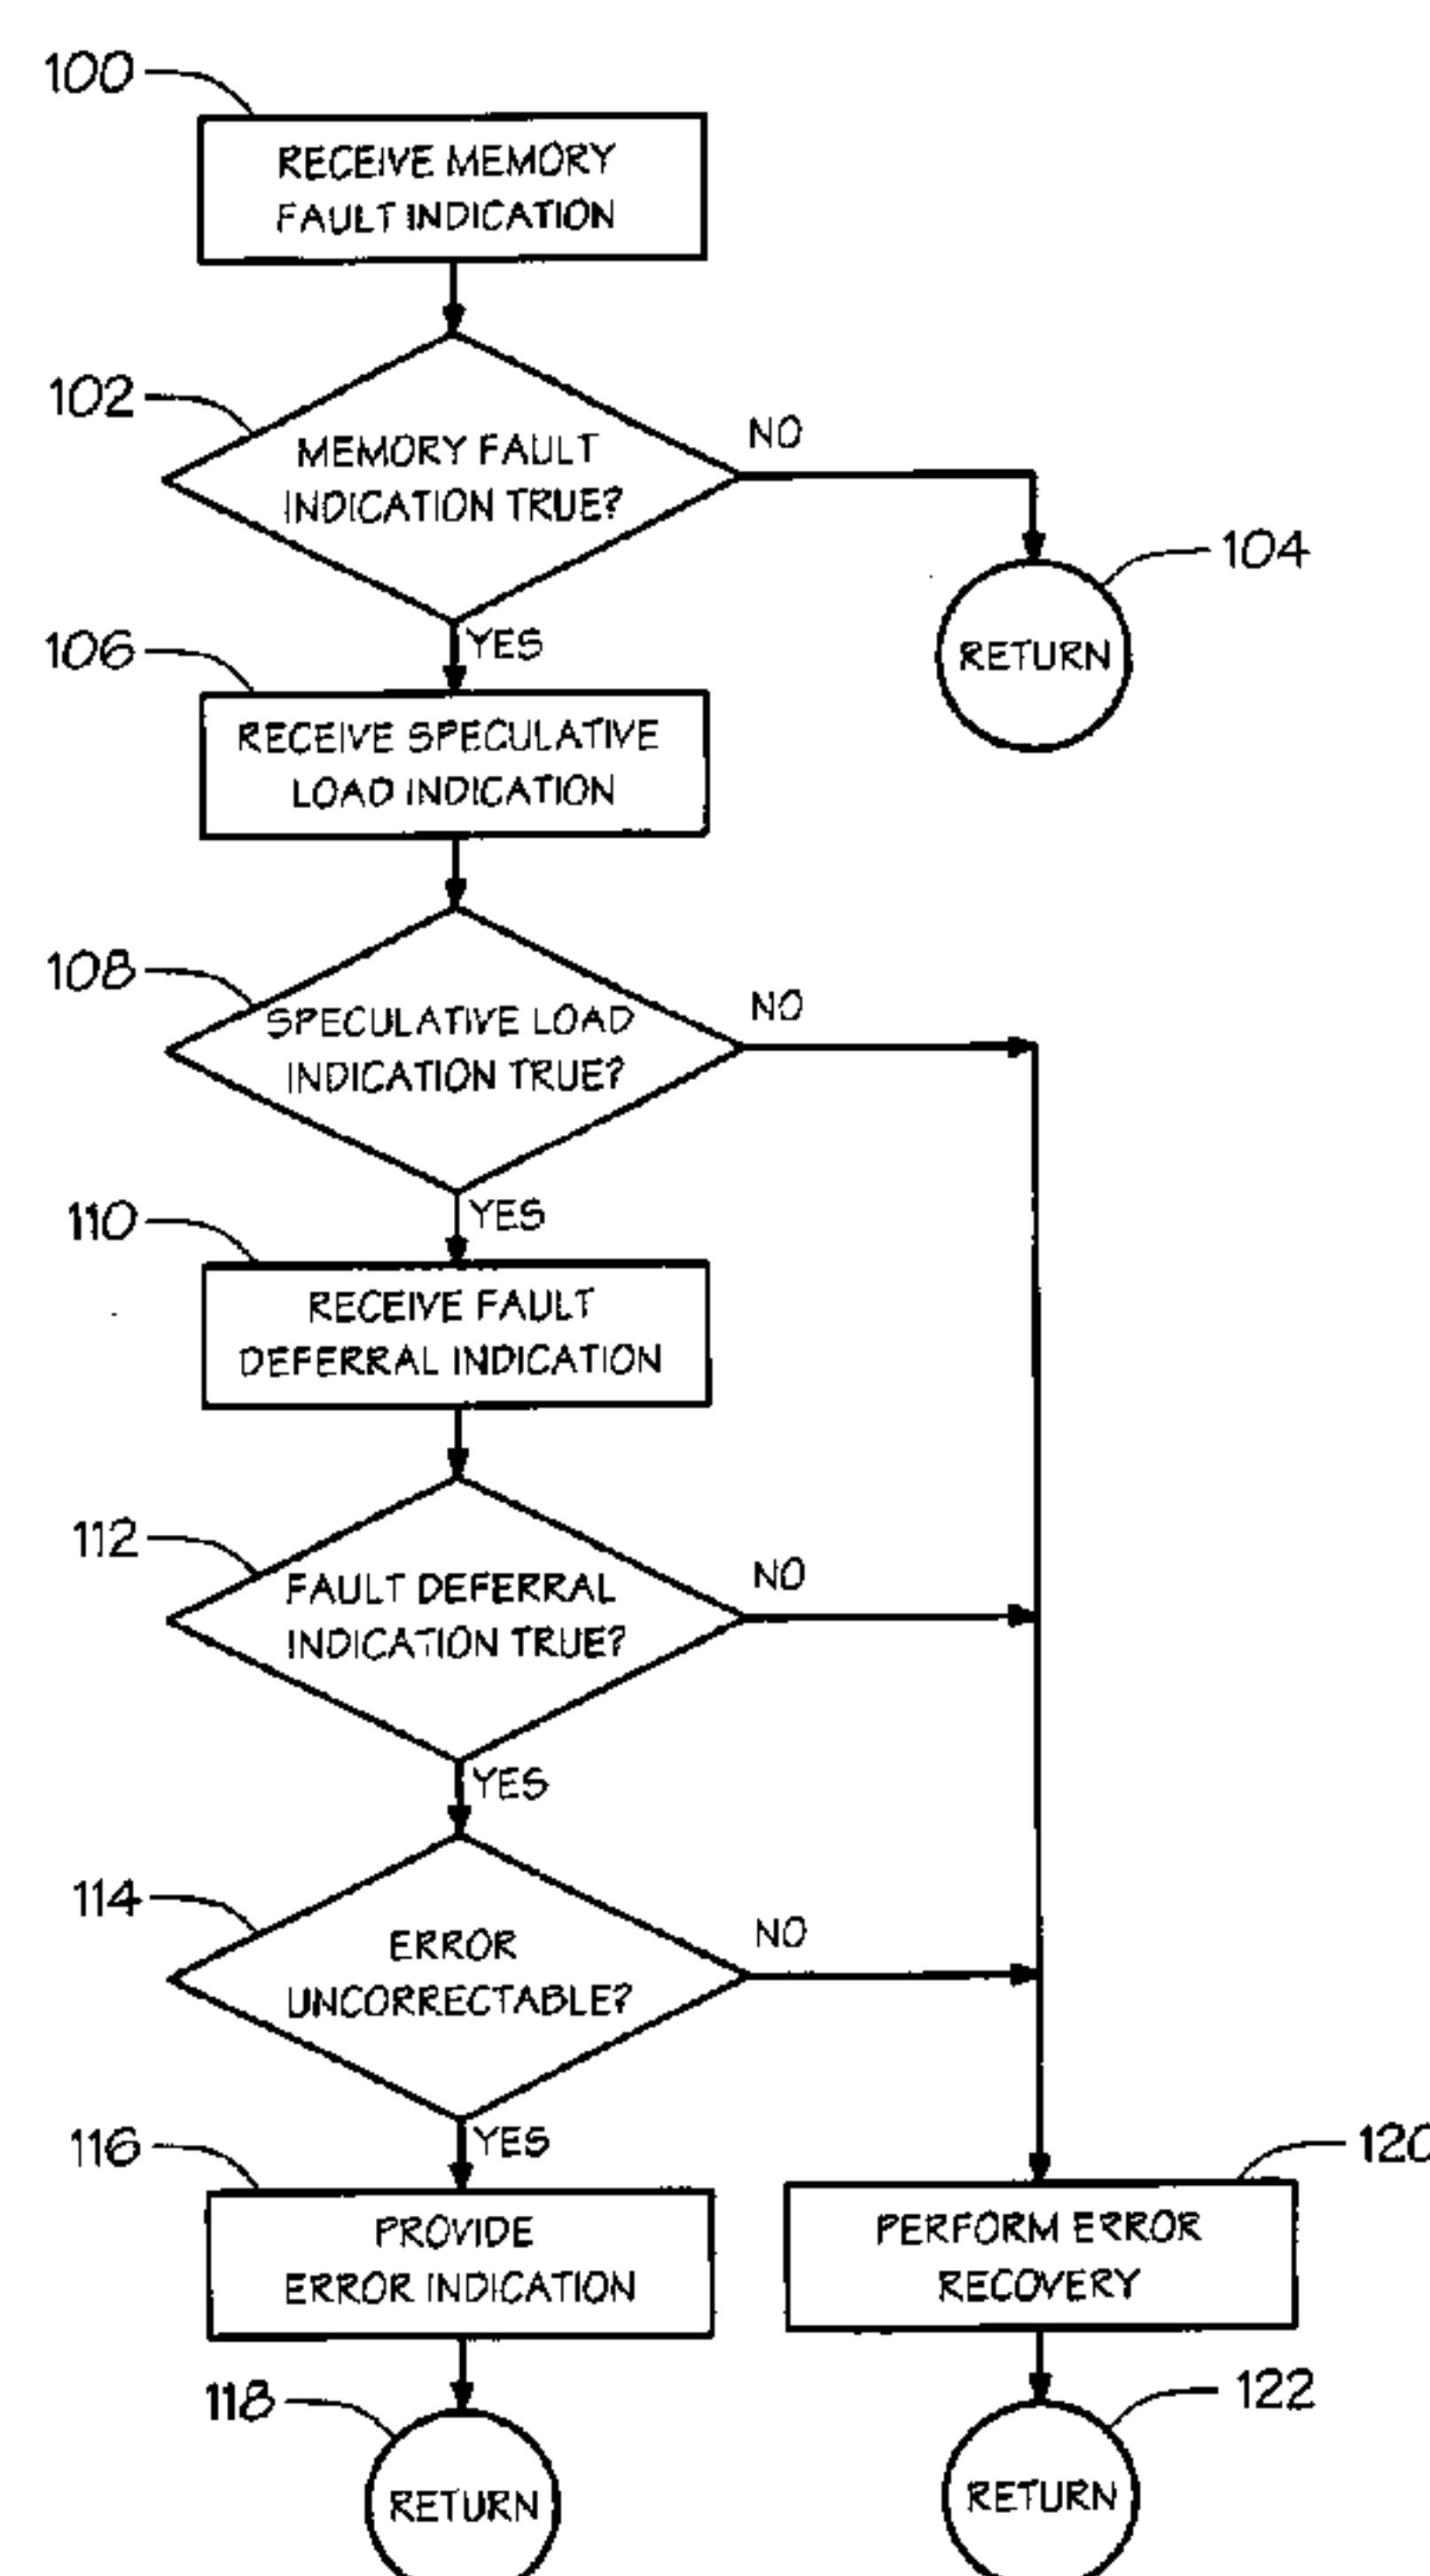 100
RECEIVE MEMORY
FAULT INDICATION
102
MEMORY FAULT
INDICATION TRUE?
NO
104
RETURN
YES
106
RECEIVE SPECULATIVE
LOAD INDICATION
108
SPECULATIVE LOAD
INDICATION TRUE?
NO
YES
110
RECEIVE FAULT
DEFERRAL INDICATION
112
FAULT DEFERRAL
INDICATION TRUE?
NO
YES
114
ERROR
UNCORRECTABLE?
NO
YES
116
PROVIDE
ERROR INDICATION
120
PERFORM ERROR
RECOVERY
118
RETURN
122
RETURN